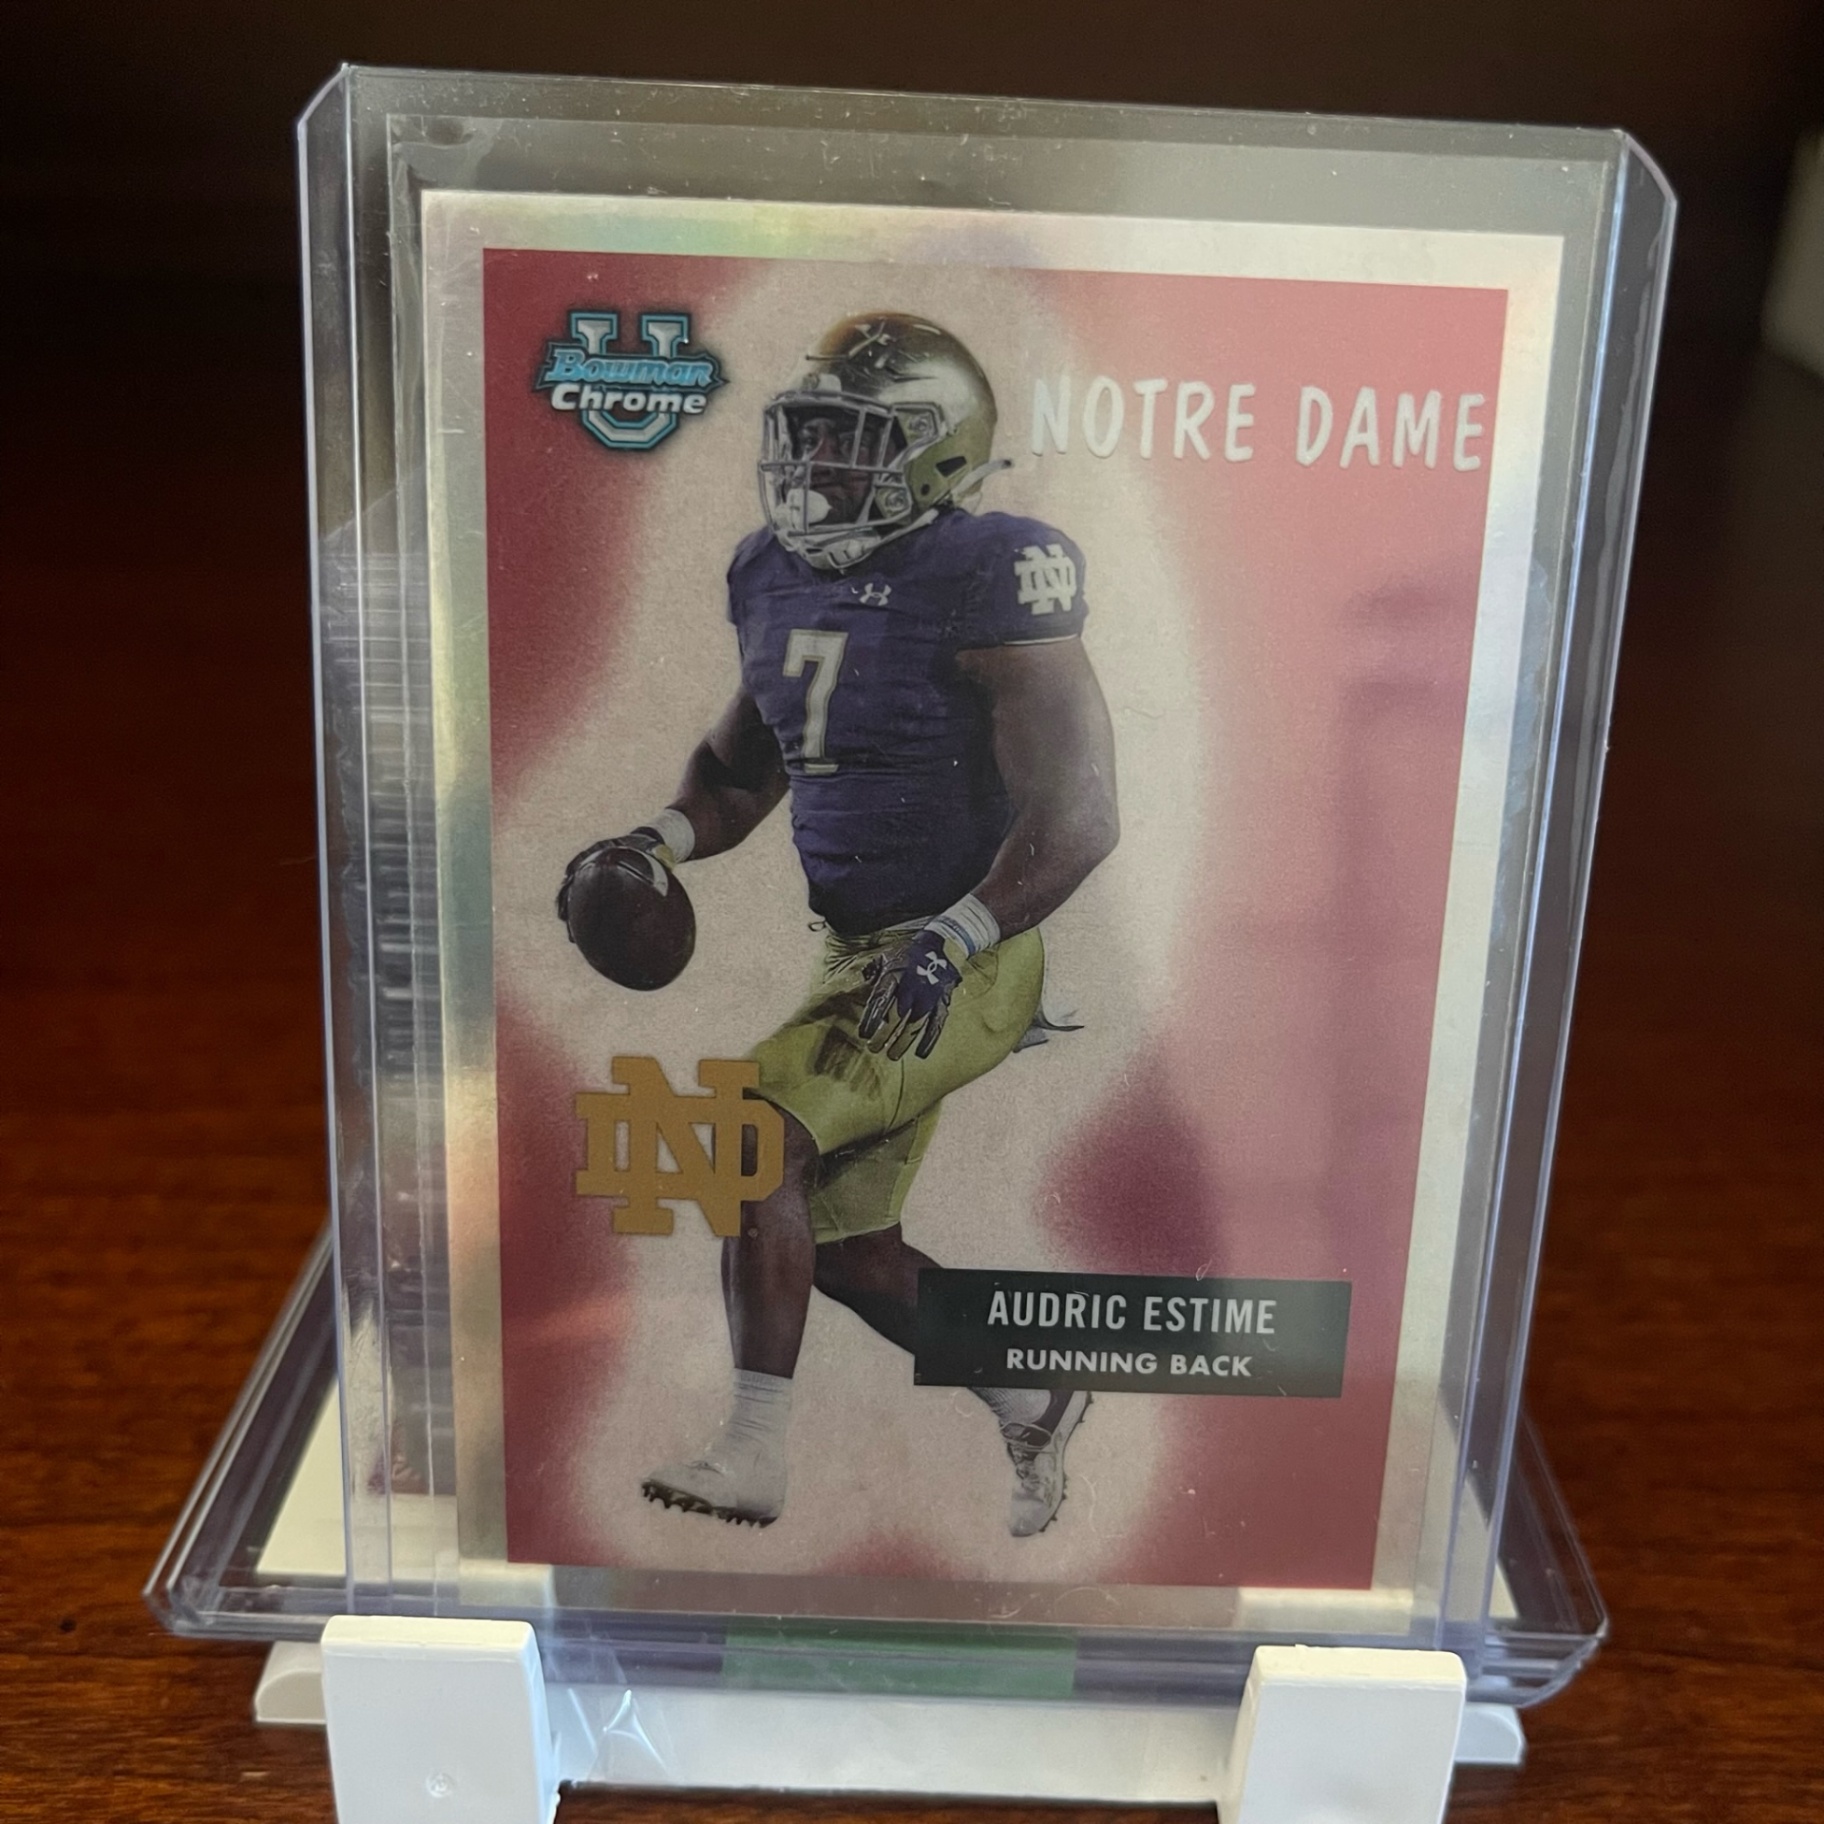 U
Bowman
Chrome
NOTRE DAME
ND
7
ND
AUDRIC ESTIME
RUNNING BACK